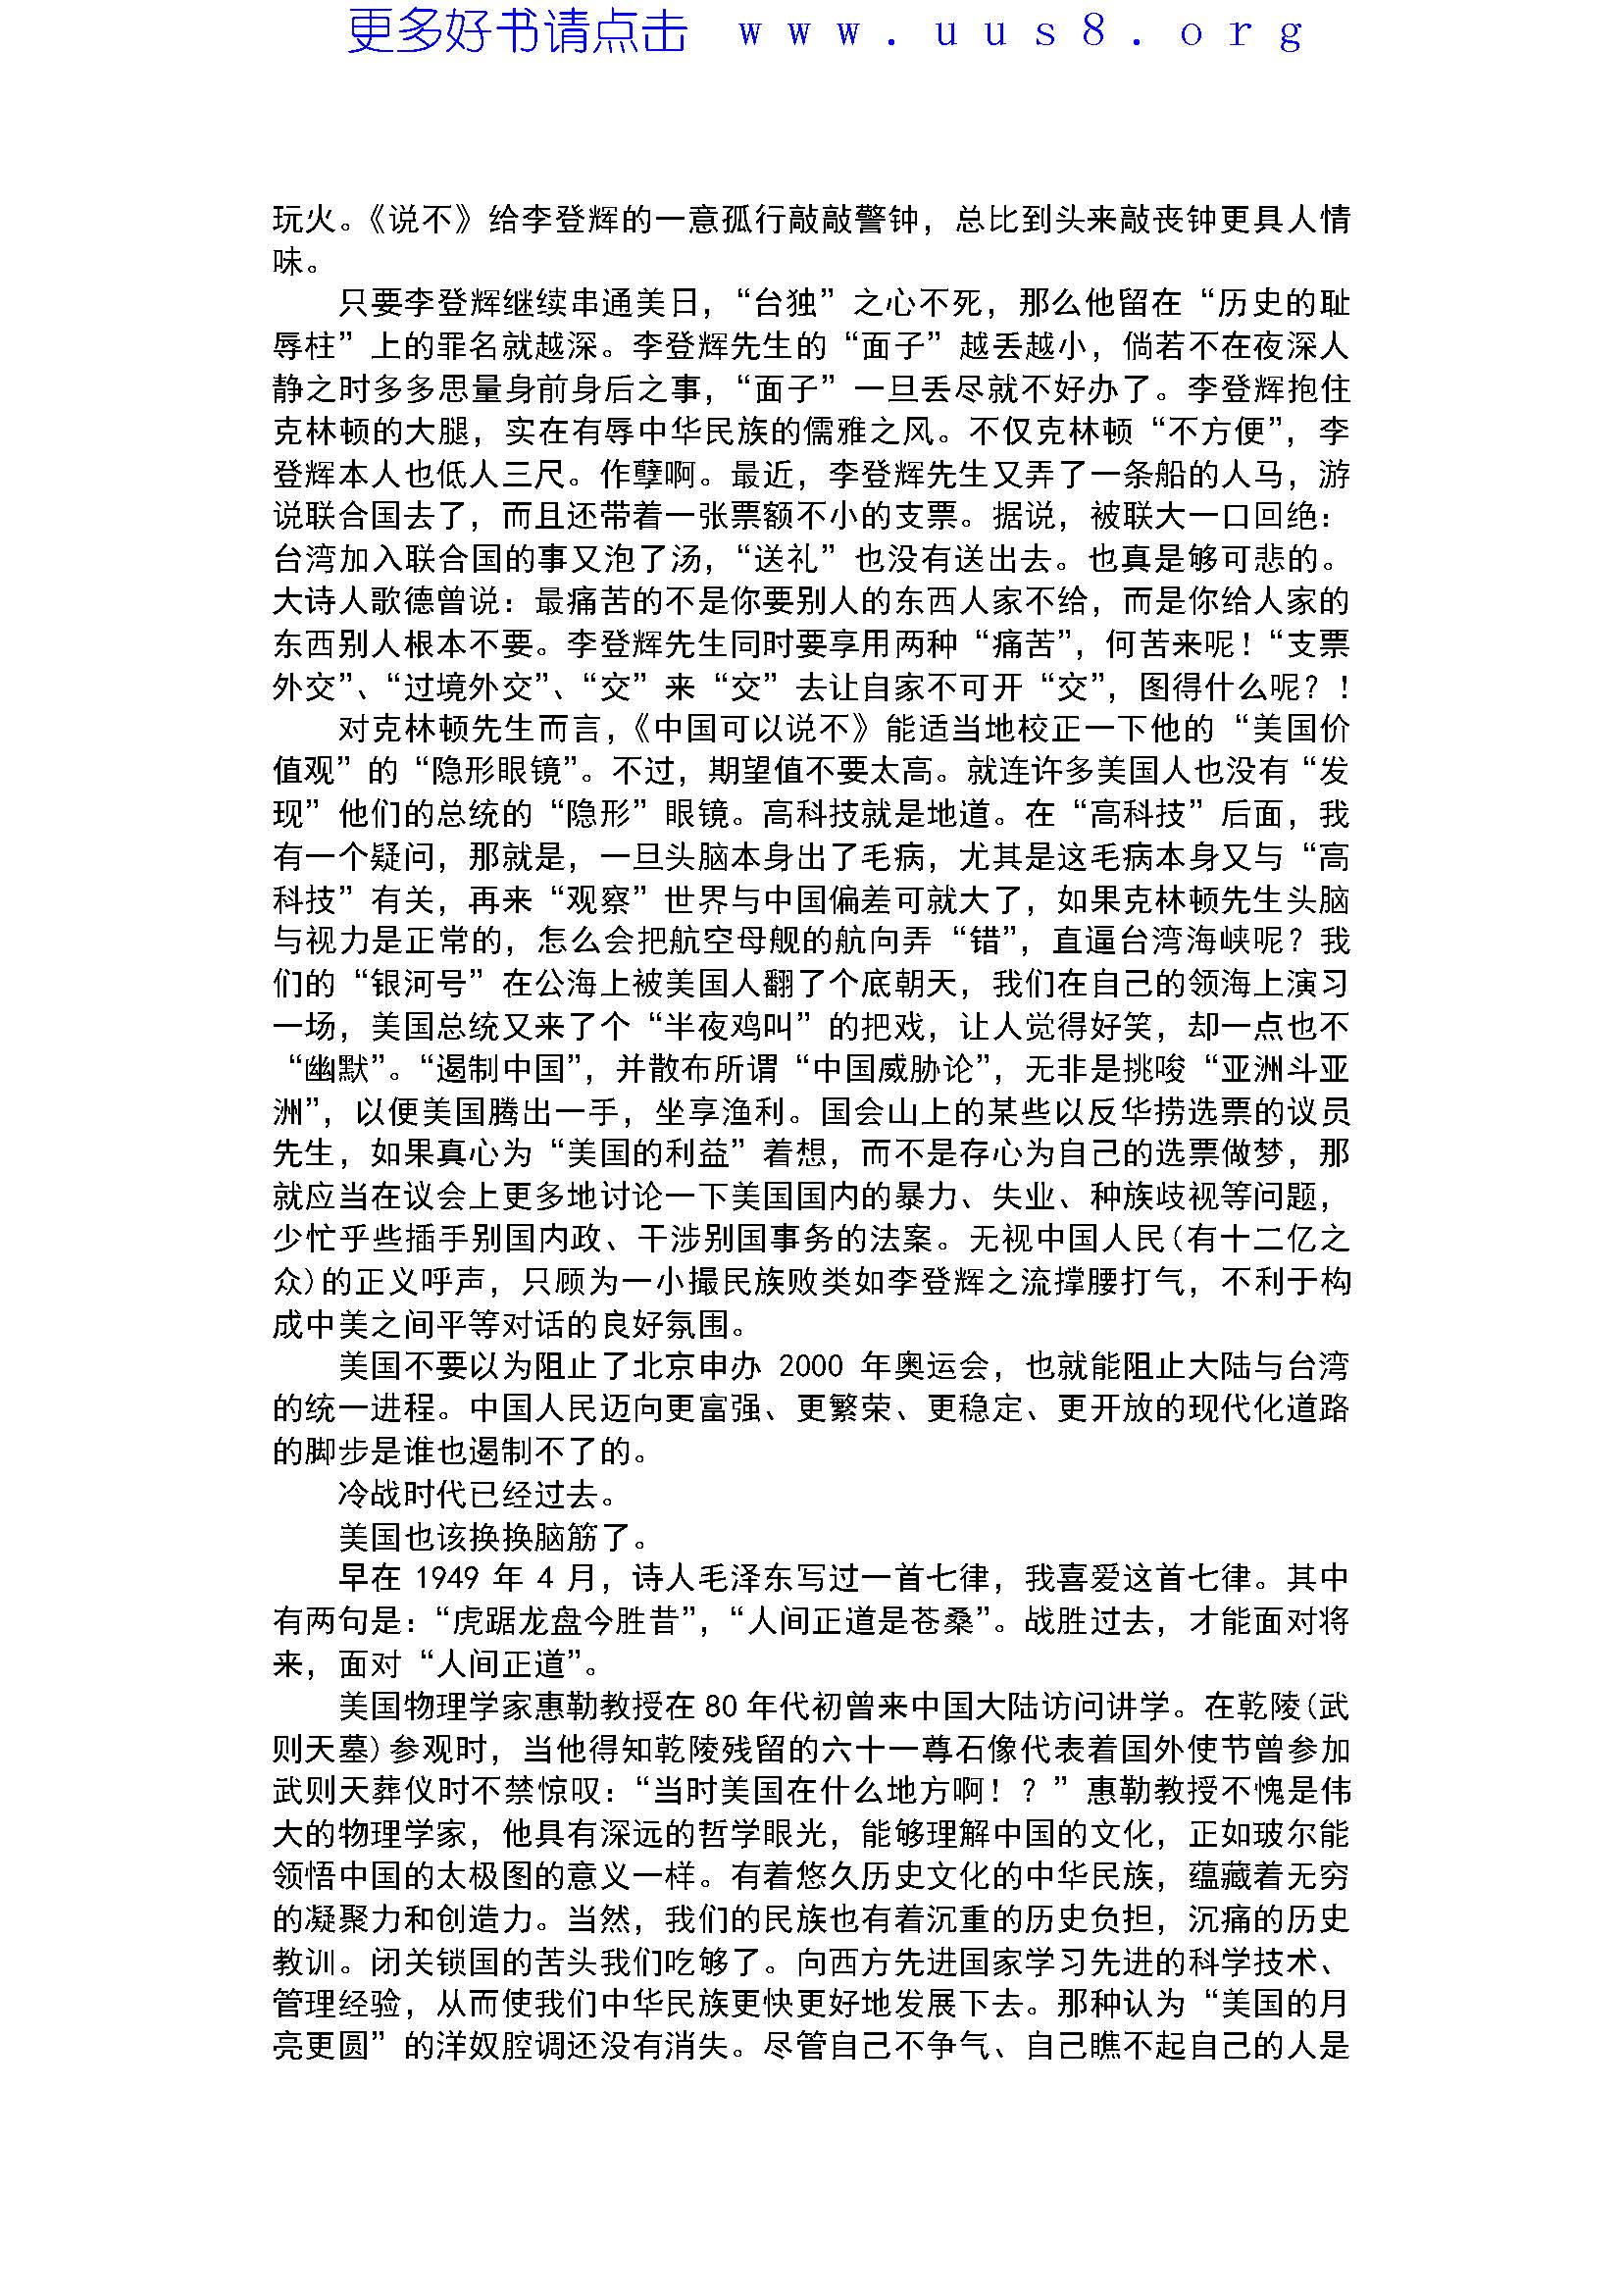 更多好书请点击 www.uus8.org
玩火。《说不》给李登辉的一意孤行敲敲警钟，总比到头来敲丧钟更具人情
味。
只要李登辉继续串通美日，“台独”之心不死，那么他留在“历史的耻
辱柱”上的罪名就越深。李登辉先生的“面子”越丢越小，倘若不在夜深人
静之时多多思量身前身后之事，“面子”一旦丢尽就不好办了。李登辉抱住
克林顿的大腿，实在有辱中华民族的儒雅之风。不仅克林顿“不方便”，李
登辉本人也低人三尺。作孽啊。最近，李登辉先生又弄了一条船的人马，游
说联合国去了，而且还带着一张票额不小的支票。据说，被联大一口回绝：
台湾加入联合国的事又泡了汤，“送礼”也没有送出去。也真是够可悲的。
大诗人歌德曾说：最痛苦的不是你要别人的东西人家不给，而是你给人家的
东西别人根本不要。李登辉先生同时要享用两种“痛苦”，何苦来呢！“支票
外交”、“过境外交”、“交”来“交”去让自家不可开“交”，图得什么呢？！
对克林顿先生而言，《中国可以说不》能适当地校正一下他的“美国价
值观”的“隐形眼镜”。不过，期望值不要太高。就连许多美国人也没有“发
现”他们的总统的“隐形”眼镜。高科技就是地道。在“高科技”后面，我
有一个疑问，那就是，一旦头脑本身出了毛病，尤其是这毛病本身又与“高
科技”有关，再来“观察”世界与中国偏差可就大了，如果克林顿先生头脑
与视力是正常的，怎么会把航空母舰的航向弄“错”，直逼台湾海峡呢？我
们的“银河号”在公海上被美国人翻了个底朝天，我们在自己的领海上演习
一场，美国总统又来了个“半夜鸡叫”的把戏，让人觉得好笑，却一点也不
“幽默”。“遏制中国”，并散布所谓“中国威胁论”，无非是挑唆“亚洲斗亚
洲”，以便美国腾出一手，坐享渔利。国会山上的某些以反华捞选票的议员
先生，如果真心为“美国的利益”着想，而不是存心为自己的选票做梦，那
就应当在议会上更多地讨论一下美国国内的暴力、失业、种族歧视等问题，
少忙乎些插手别国内政、干涉别国事务的法案。无视中国人民(有十二亿之
众)的正义呼声，只顾为一小撮民族败类如李登辉之流撑腰打气，不利于构
成中美之间平等对话的良好氛围。
美国不要以为阻止了北京申办 2000 年奥运会，也就能阻止大陆与台湾
的统一进程。中国人民迈向更富强、更繁荣、更稳定、更开放的现代化道路
的脚步是谁也遏制不了的。
冷战时代已经过去。
美国也该换换脑筋了。
早在 1949 年 4 月，诗人毛泽东写过一首七律，我喜爱这首七律。其中
有两句是：“虎踞龙盘今胜昔”，“人间正道是苍桑”。战胜过去，才能面对将
来，面对“人间正道”。
美国物理学家惠勒教授在 80 年代初曾来中国大陆访问讲学。在乾陵(武
则天墓)参观时，当他得知乾陵残留的六十一尊石像代表着国外使节曾参加
武则天葬仪时不禁惊叹：“当时美国在什么地方啊！？”惠勒教授不愧是伟
大的物理学家，他具有深远的哲学眼光，能够理解中国的文化，正如玻尔能
领悟中国的太极图的意义一样。有着悠久历史文化的中华民族，蕴藏着无穷
的凝聚力和创造力。当然，我们的民族也有着沉重的历史负担，沉痛的历史
教训。闭关锁国的苦头我们吃够了。向西方先进国家学习先进的科学技术、
管理经验，从而使我们中华民族更快更好地发展下去。那种认为“美国的月
亮更圆”的洋奴腔调还没有消失。尽管自己不争气、自己瞧不起自己的人是